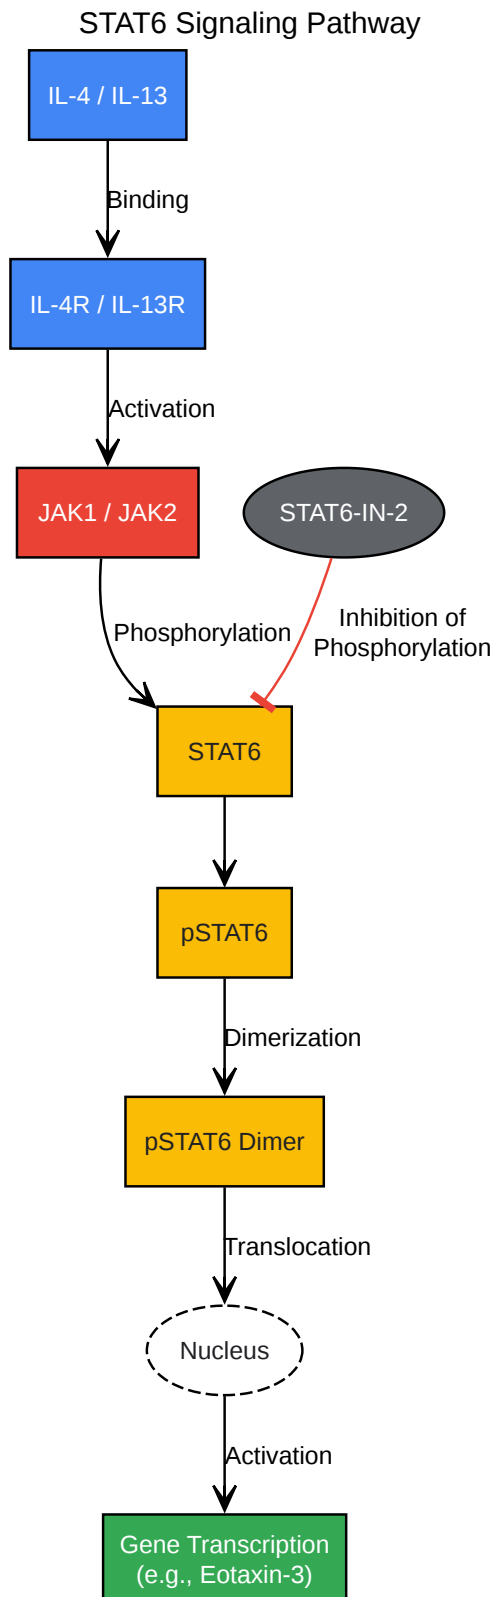 STAT6 Signaling Pathway
IL-4 / IL-13
Binding
IL-4R / IL-13R
Activation
JAK1 / JAK2
STAT6-IN-2
Phosphorylation
Inhibition of
Phosphorylation
STAT6
pSTAT6
Dimerization
pSTAT6 Dimer
Translocation
Nucleus
Activation
Gene Transcription
(e.g., Eotaxin-3)